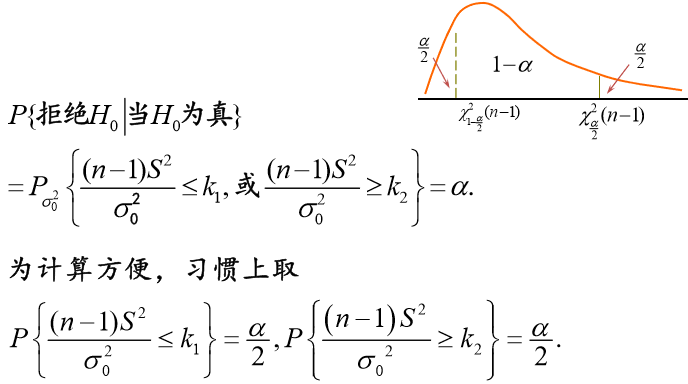 α/2 1−α α/2
χ²_{1−α/2}(n−1) χ²_{α/2}(n−1)
P{拒绝H₀|当H₀为真}
=P_{σ₀²}{(n−1)S²/σ₀² ≤ k₁, 或 (n−1)S²/σ₀² ≥ k₂} = α.
为计算方便，习惯上取
P{(n−1)S²/σ₀² ≤ k₁} = α/2, P{(n−1)S²/σ₀² ≥ k₂} = α/2.